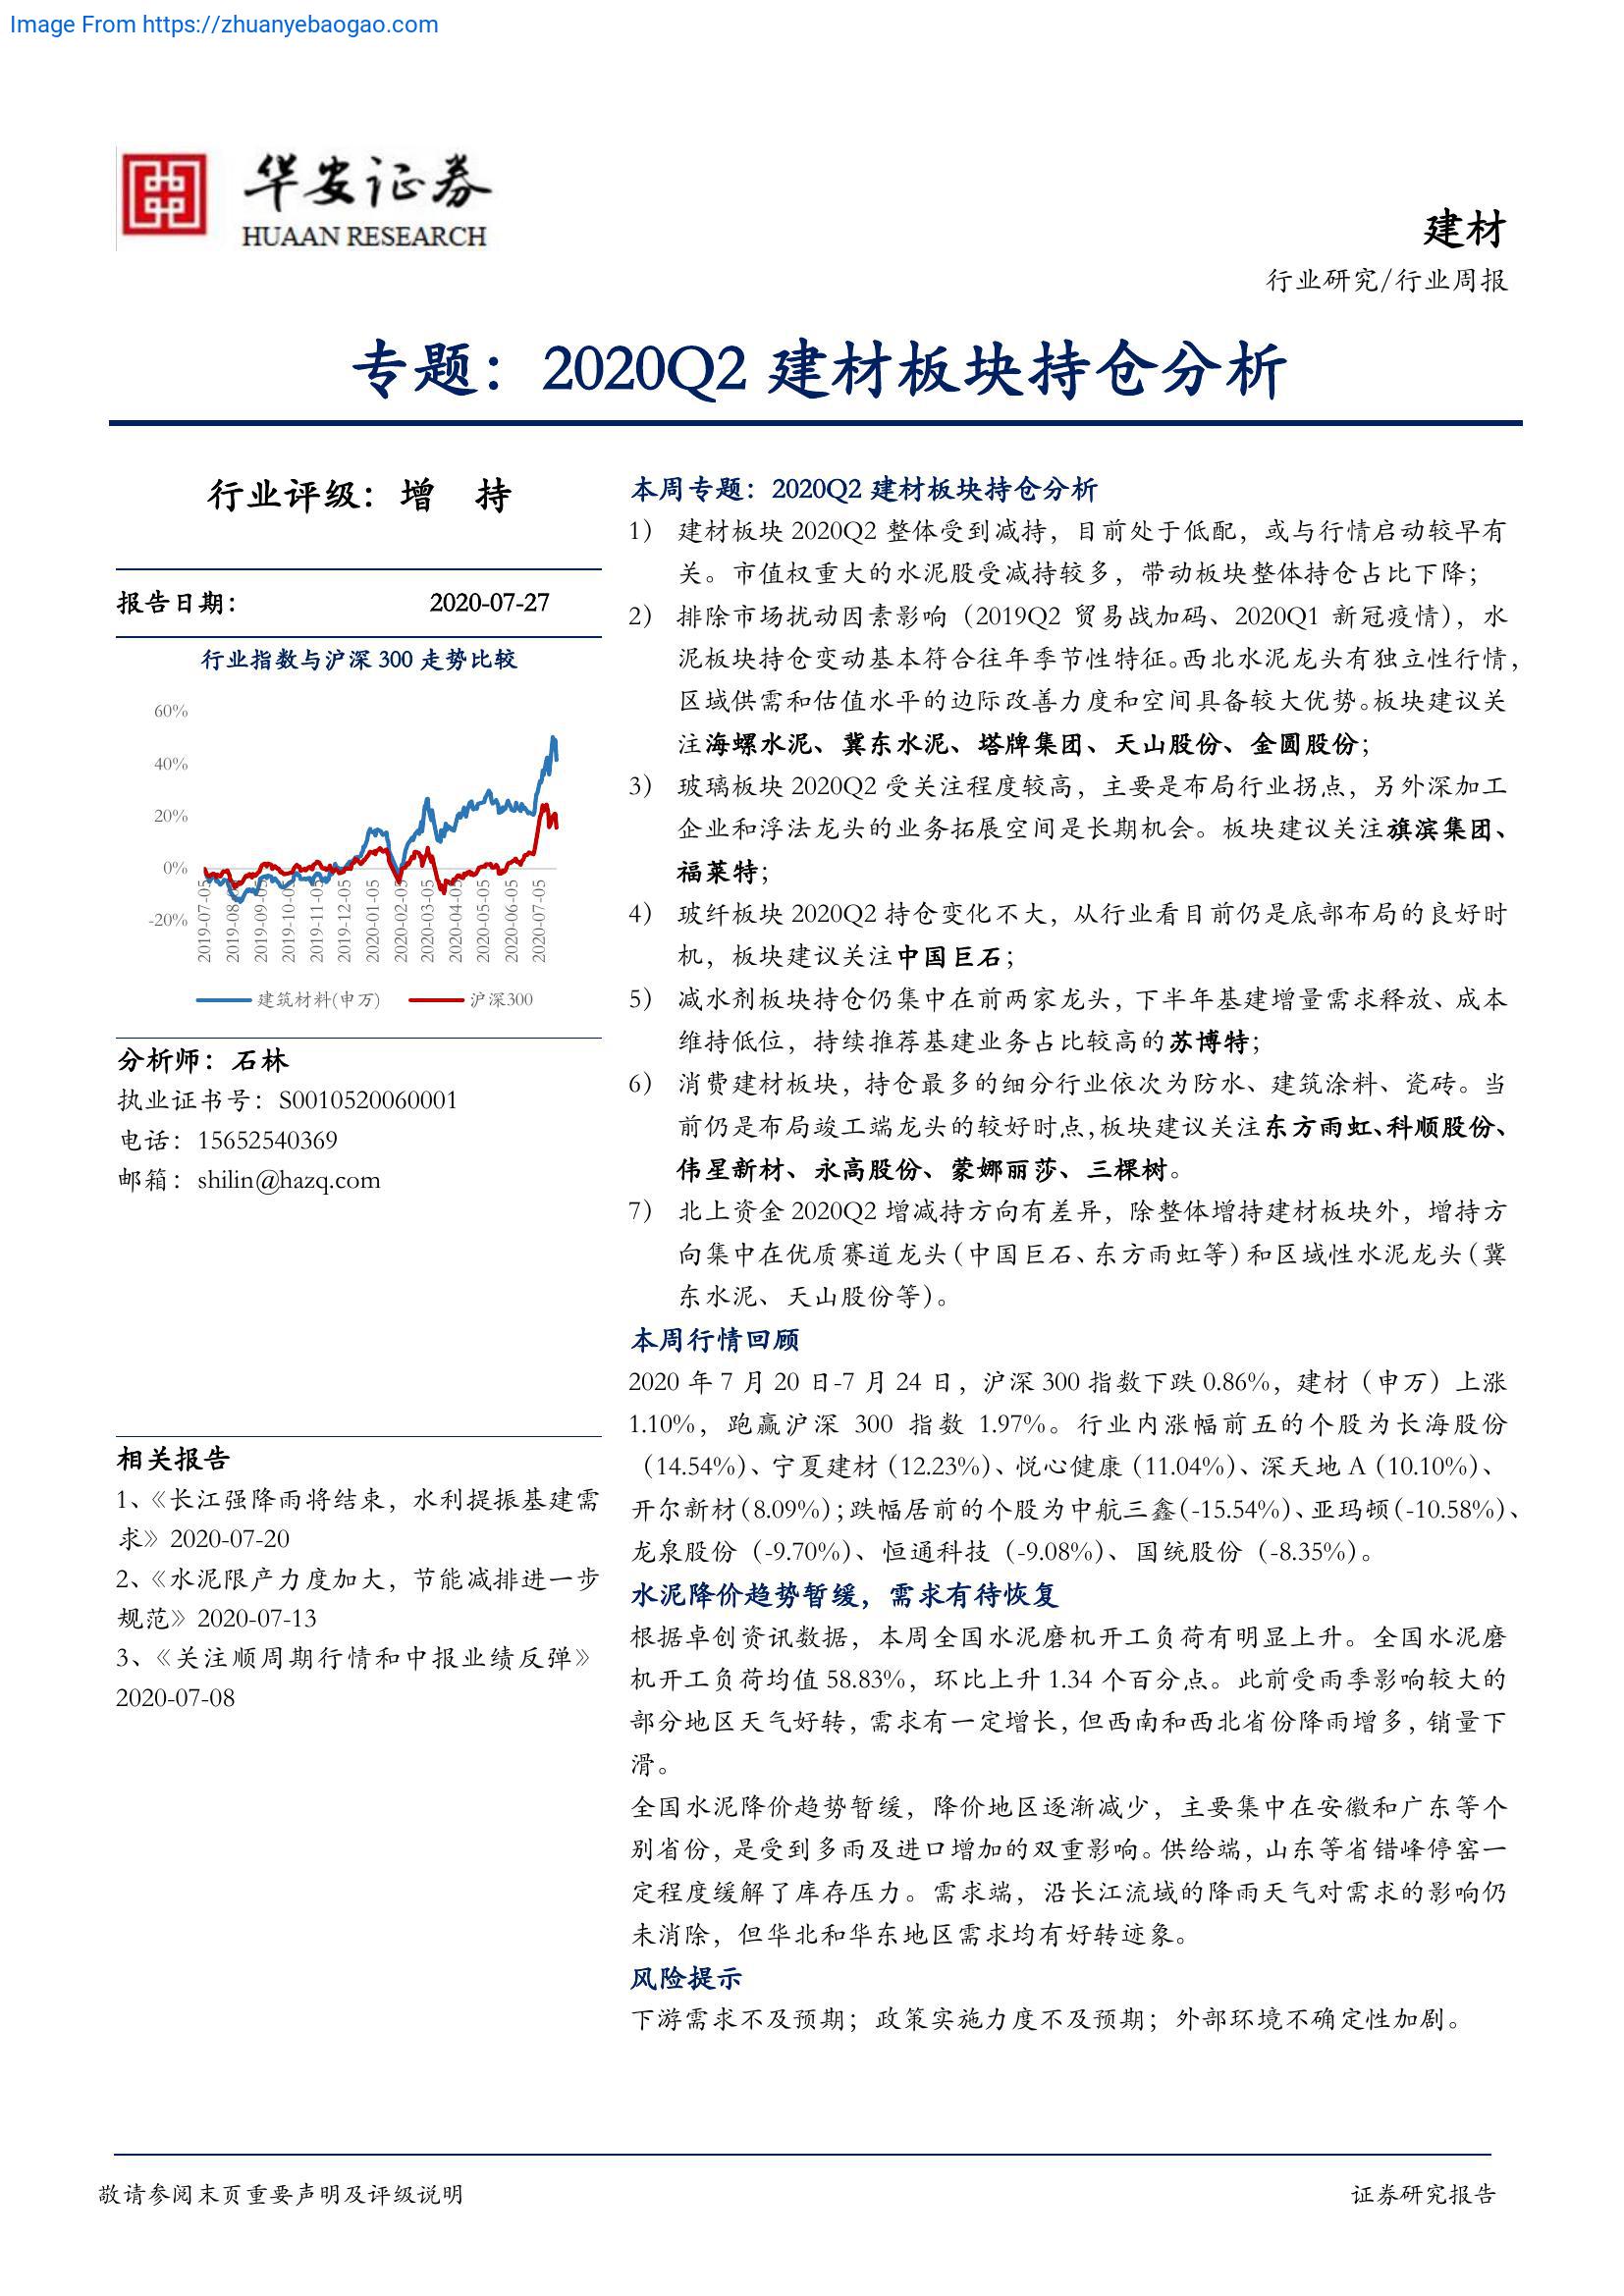 Image From https://zhuanyebaogao.com
华安证券
HUAAN RESEARCH
建材
行业研究/行业周报
专题：2020Q2 建材板块持仓分析
行业评级：增 持
报告日期： 2020-07-27
行业指数与沪深 300 走势比较
60%
40%
20%
0%
-20%
2019-07-05
2019-08-05
2019-09-05
2019-10-05
2019-11-05
2019-12-05
2020-01-05
2020-02-05
2020-03-05
2020-04-05
2020-05-05
2020-06-05
2020-07-05
建筑材料(申万) 沪深300
分析师：石林
执业证书号：S0010520060001
电话：15652540369
邮箱：shilin@hazq.com
相关报告
1、《长江强降雨将结束，水利提振基建需
求》2020-07-20
2、《水泥限产力度加大，节能减排进一步
规范》2020-07-13
3、《关注顺周期行情和中报业绩反弹》
2020-07-08
本周专题：2020Q2 建材板块持仓分析
1） 建材板块 2020Q2 整体受到减持，目前处于低配，或与行情启动较早有
关。市值权重大的水泥股受减持较多，带动板块整体持仓占比下降；
2） 排除市场扰动因素影响（2019Q2 贸易战加码、2020Q1 新冠疫情），水
泥板块持仓变动基本符合往年季节性特征。西北水泥龙头有独立性行情，
区域供需和估值水平的边际改善力度和空间具备较大优势。板块建议关
注海螺水泥、冀东水泥、塔牌集团、天山股份、金圆股份；
3） 玻璃板块 2020Q2 受关注程度较高，主要是布局行业拐点，另外深加工
企业和浮法龙头的业务拓展空间是长期机会。板块建议关注旗滨集团、
福莱特；
4） 玻纤板块 2020Q2 持仓变化不大，从行业看目前仍是底部布局的良好时
机，板块建议关注中国巨石；
5） 减水剂板块持仓仍集中在前两家龙头，下半年基建增量需求释放、成本
维持低位，持续推荐基建业务占比较高的苏博特；
6） 消费建材板块，持仓最多的细分行业依次为防水、建筑涂料、瓷砖。当
前仍是布局竣工端龙头的较好时点，板块建议关注东方雨虹、科顺股份、
伟星新材、永高股份、蒙娜丽莎、三棵树。
7） 北上资金 2020Q2 增减持方向有差异，除整体增持建材板块外，增持方
向集中在优质赛道龙头（中国巨石、东方雨虹等）和区域性水泥龙头（冀
东水泥、天山股份等）。
本周行情回顾
2020 年 7 月 20 日-7 月 24 日，沪深 300 指数下跌 0.86%，建材（申万）上涨
1.10%，跑赢沪深 300 指数 1.97%。行业内涨幅前五的个股为长海股份
（14.54%）、宁夏建材（12.23%）、悦心健康（11.04%）、深天地 A（10.10%）、
开尔新材（8.09%）；跌幅居前的个股为中航三鑫（-15.54%）、亚玛顿（-10.58%）、
龙泉股份（-9.70%）、恒通科技（-9.08%）、国统股份（-8.35%）。
水泥降价趋势暂缓，需求有待恢复
根据卓创资讯数据，本周全国水泥磨机开工负荷有明显上升。全国水泥磨
机开工负荷均值 58.83%，环比上升 1.34 个百分点。此前受雨季影响较大的
部分地区天气好转，需求有一定增长，但西南和西北省份降雨增多，销量下
滑。
全国水泥降价趋势暂缓，降价地区逐渐减少，主要集中在安徽和广东等个
别省份，是受到多雨及进口增加的双重影响。供给端，山东等省错峰停窑一
定程度缓解了库存压力。需求端，沿长江流域的降雨天气对需求的影响仍
未消除，但华北和华东地区需求均有好转迹象。
风险提示
下游需求不及预期；政策实施力度不及预期；外部环境不确定性加剧。
敬请参阅末页重要声明及评级说明 证券研究报告